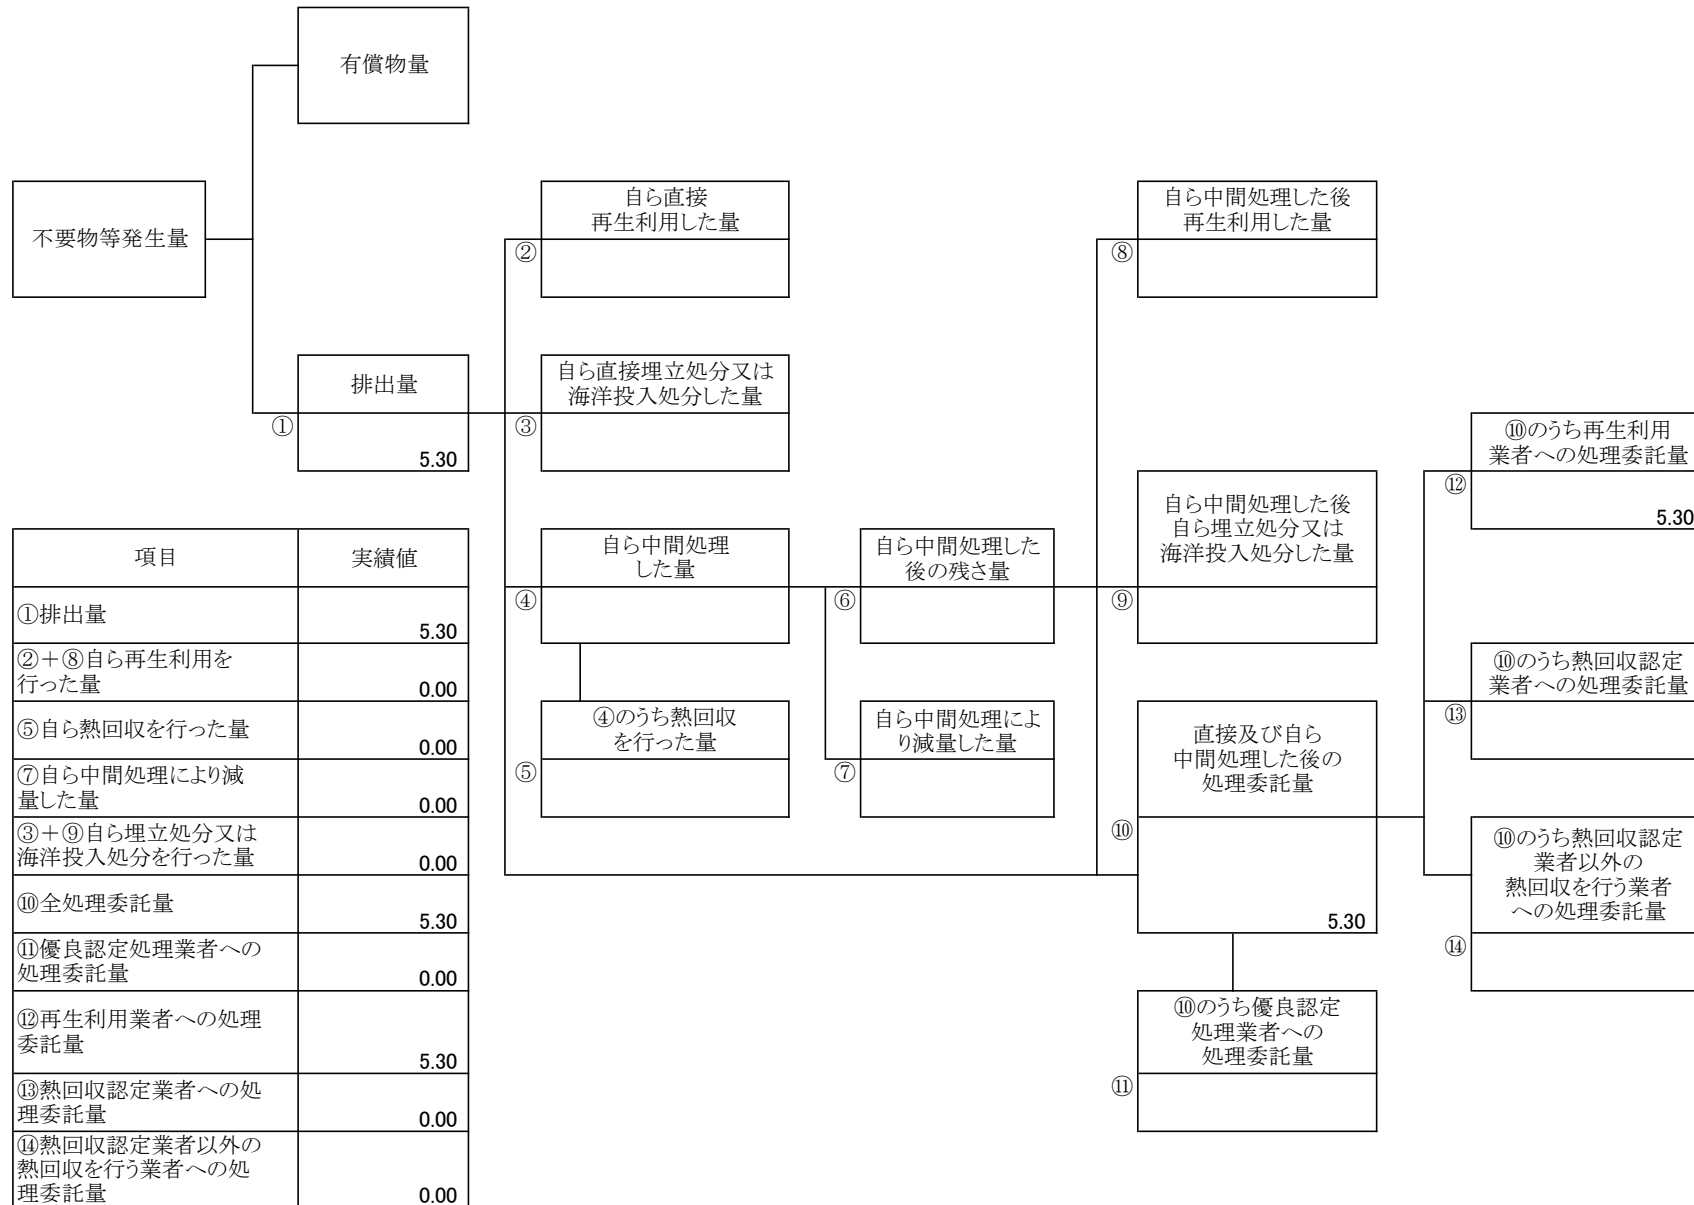 有償物量
不要物等発生量
自ら直接
再生利用した量
②
自ら中間処理した後
再生利用した量
⑧
排出量
①
5.30
自ら直接埋立処分又は
海洋投入処分した量
③
⑩のうち再生利用
業者への処理委託量
⑫
5.30
自ら中間処理
した量
④
自ら中間処理した
後の残さ量
⑥
自ら中間処理した後
自ら埋立処分又は
海洋投入処分した量
⑨
⑩のうち熱回収認定
業者への処理委託量
⑬
④のうち熱回収
を行った量
⑤
自ら中間処理によ
り減量した量
⑦
直接及び自ら
中間処理した後の
処理委託量
⑩
5.30
⑩のうち熱回収認定
業者以外の
熱回収を行う業者
への処理委託量
⑭
⑩のうち優良認定
処理業者への
処理委託量
⑪
項目 実績値
①排出量
5.30
②＋⑧自ら再生利用を
行った量
0.00
⑤自ら熱回収を行った量
0.00
⑦自ら中間処理により減
量した量
0.00
③＋⑨自ら埋立処分又は
海洋投入処分を行った量
0.00
⑩全処理委託量
5.30
⑪優良認定処理業者への
処理委託量
0.00
⑫再生利用業者への処理
委託量
5.30
⑬熱回収認定業者への処
理委託量
0.00
⑭熱回収認定業者以外の
熱回収を行う業者への処
理委託量
0.00